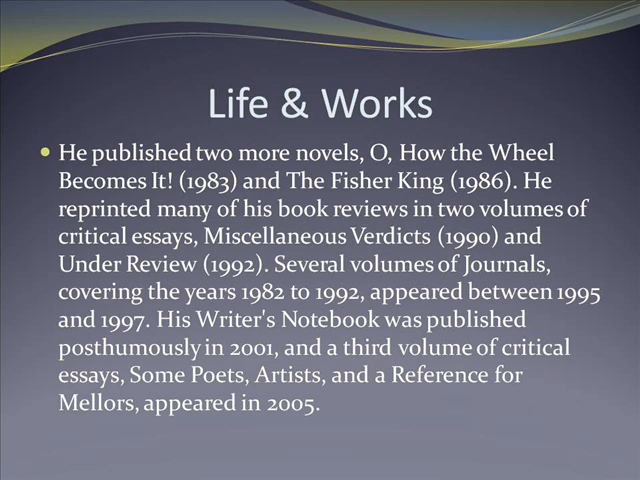 Life & Works
• He published two more novels, O, How the Wheel
Becomes It! (1983) and The Fisher King (1986). He
reprinted many of his book reviews in two volumes of
critical essays, Miscellaneous Verdicts (1990) and
Under Review (1992). Several volumes of Journals,
covering the years 1982 to 1992, appeared between 1995
and 1997. His Writer's Notebook was published
posthumously in 2001, and a third volume of critical
essays, Some Poets, Artists, and a Reference for
Mellors, appeared in 2005.